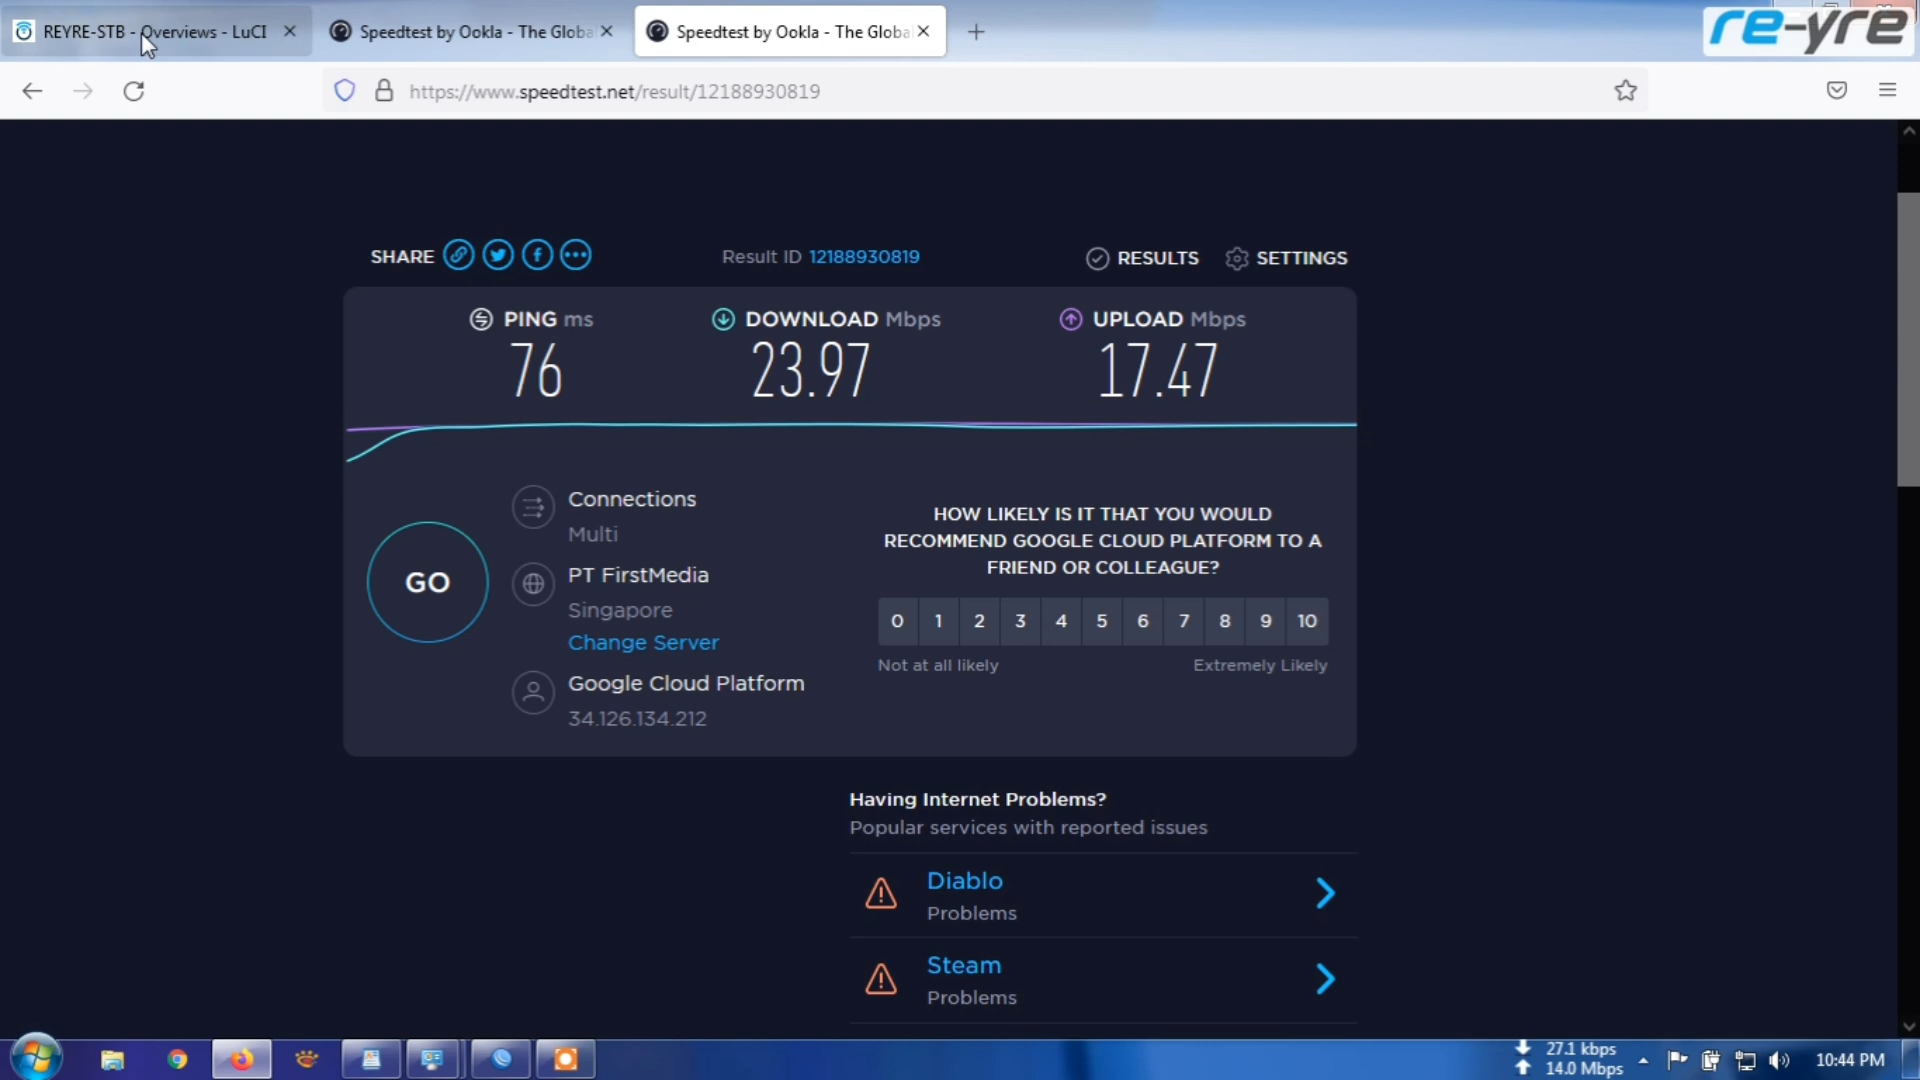 REYRE-STB - Overviews - LuCI
Speedtest by Ookla - The Globa
Speedtest by Ookla - The Globa
re-yre
https://www.speedtest.net/result/12188930819
SHARE
Result ID 12188930819
RESULTS
SETTINGS
PING ms
DOWNLOAD Mbps
UPLOAD Mbps
76
23.97
17.47
Connections
Multi
GO
PT FirstMedia
Singapore
Change Server
Google Cloud Platform
34.126.134.212
HOW LIKELY IS IT THAT YOU WOULD
RECOMMEND GOOGLE CLOUD PLATFORM TO A
FRIEND OR COLLEAGUE?
0 1 2 3 4 5 6 7 8 9 10
Not at all likely
Extremely Likely
Having Internet Problems?
Popular services with reported issues
Diablo
Problems
Steam
Problems
27.1 kbps
14.0 Mbps
10:44 PM